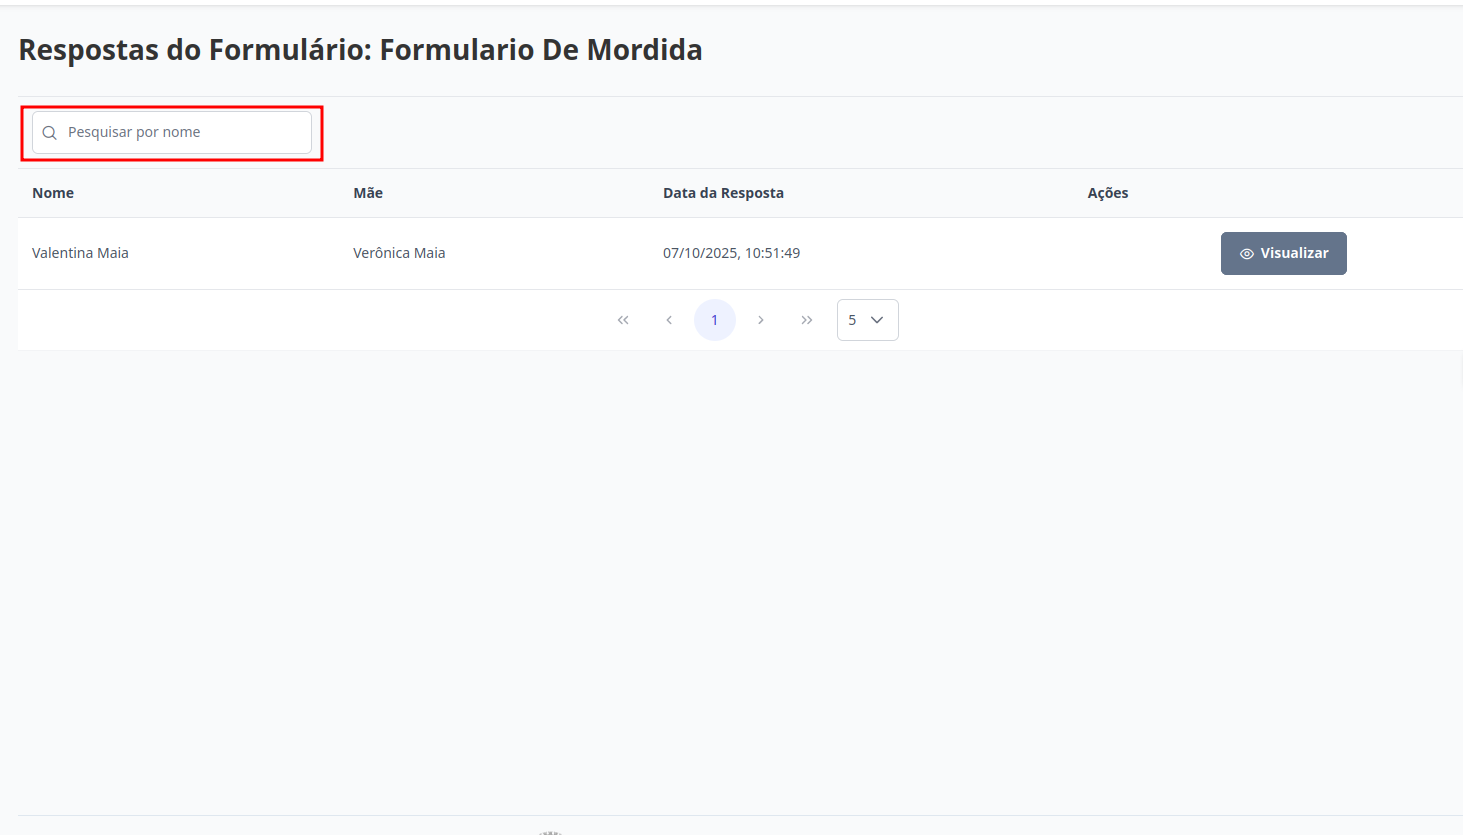 Respostas do Formulário: Formulario De Mordida
Pesquisar por nome
Nome Mãe Data da Resposta Ações
Valentina Maia Verônica Maia 07/10/2025, 10:51:49 Visualizar
1 5